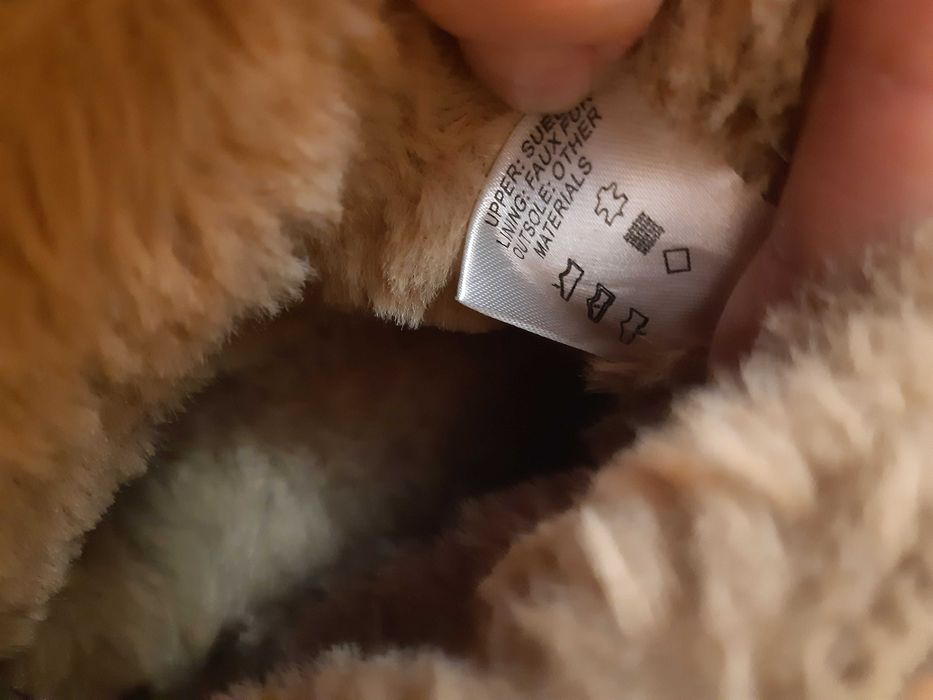 UPPER:
LINING: FAUX FUR
OUTSOLE: OTHER
MATERIALS